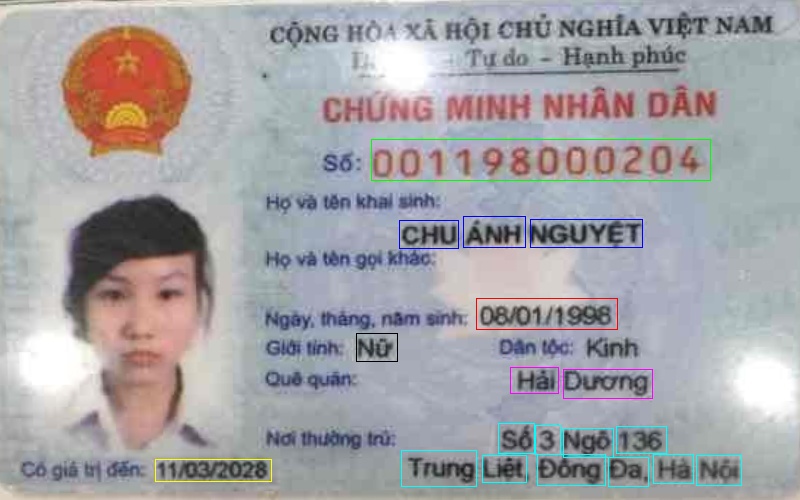 CỘNG HÒA XÃ HỘI CHỦ NGHĨA VIỆT NAM
- Tự do - Hạnh phúc
CHỨNG MINH NHÂN DÂN
Số: 001198000204
Họ và tên khai sinh:
CHU ÁNH NGUYỆT
Họ và tên gọi khác:
Ngày, tháng, năm sinh: 08/01/1998
Giới tính: Nữ Dân tộc: Kinh
Quê quán: Hải Dương
Nơi thường trú: Số 3 Ngõ 136
Trung Liệt, Đống Đa, Hà Nội
Có giá trị đến: 11/03/2028